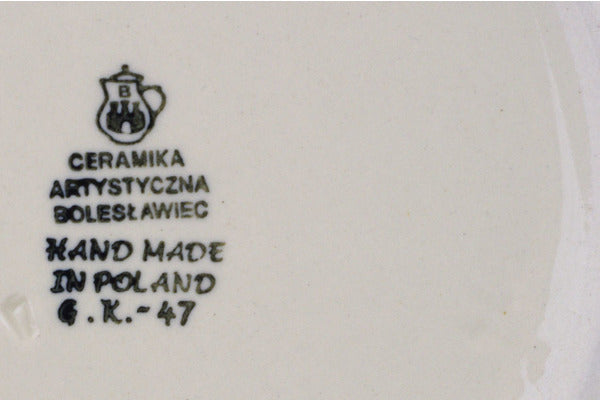 B
CERAMIKA
ARTYSTYCZNA
BOLESŁAWIEC
HAND MADE
IN POLAND
G.K.-47